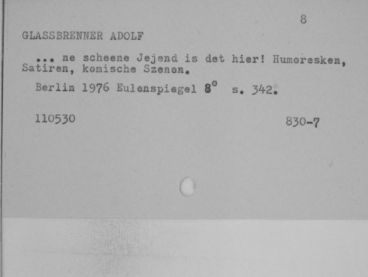 8
GLASSBRENNER ADOLF
... ne scheene Jejend is det hier! Humoresken,
Satiren, komische Szenen.
Berlin 1976 Eulenspiegel 8° s. 342.
110530 830-7